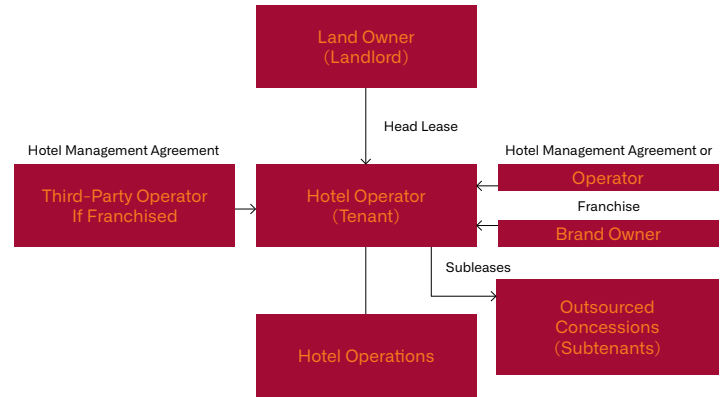 Land Owner
(Landlord)
Head Lease
Hotel Management Agreement
Hotel Management Agreement or
Third-Party Operator
If Franchised
Hotel Operator
(Tenant)
Operator
Franchise
Brand Owner
Subleases
Outsourced
Concessions
(Subtenants)
Hotel Operations